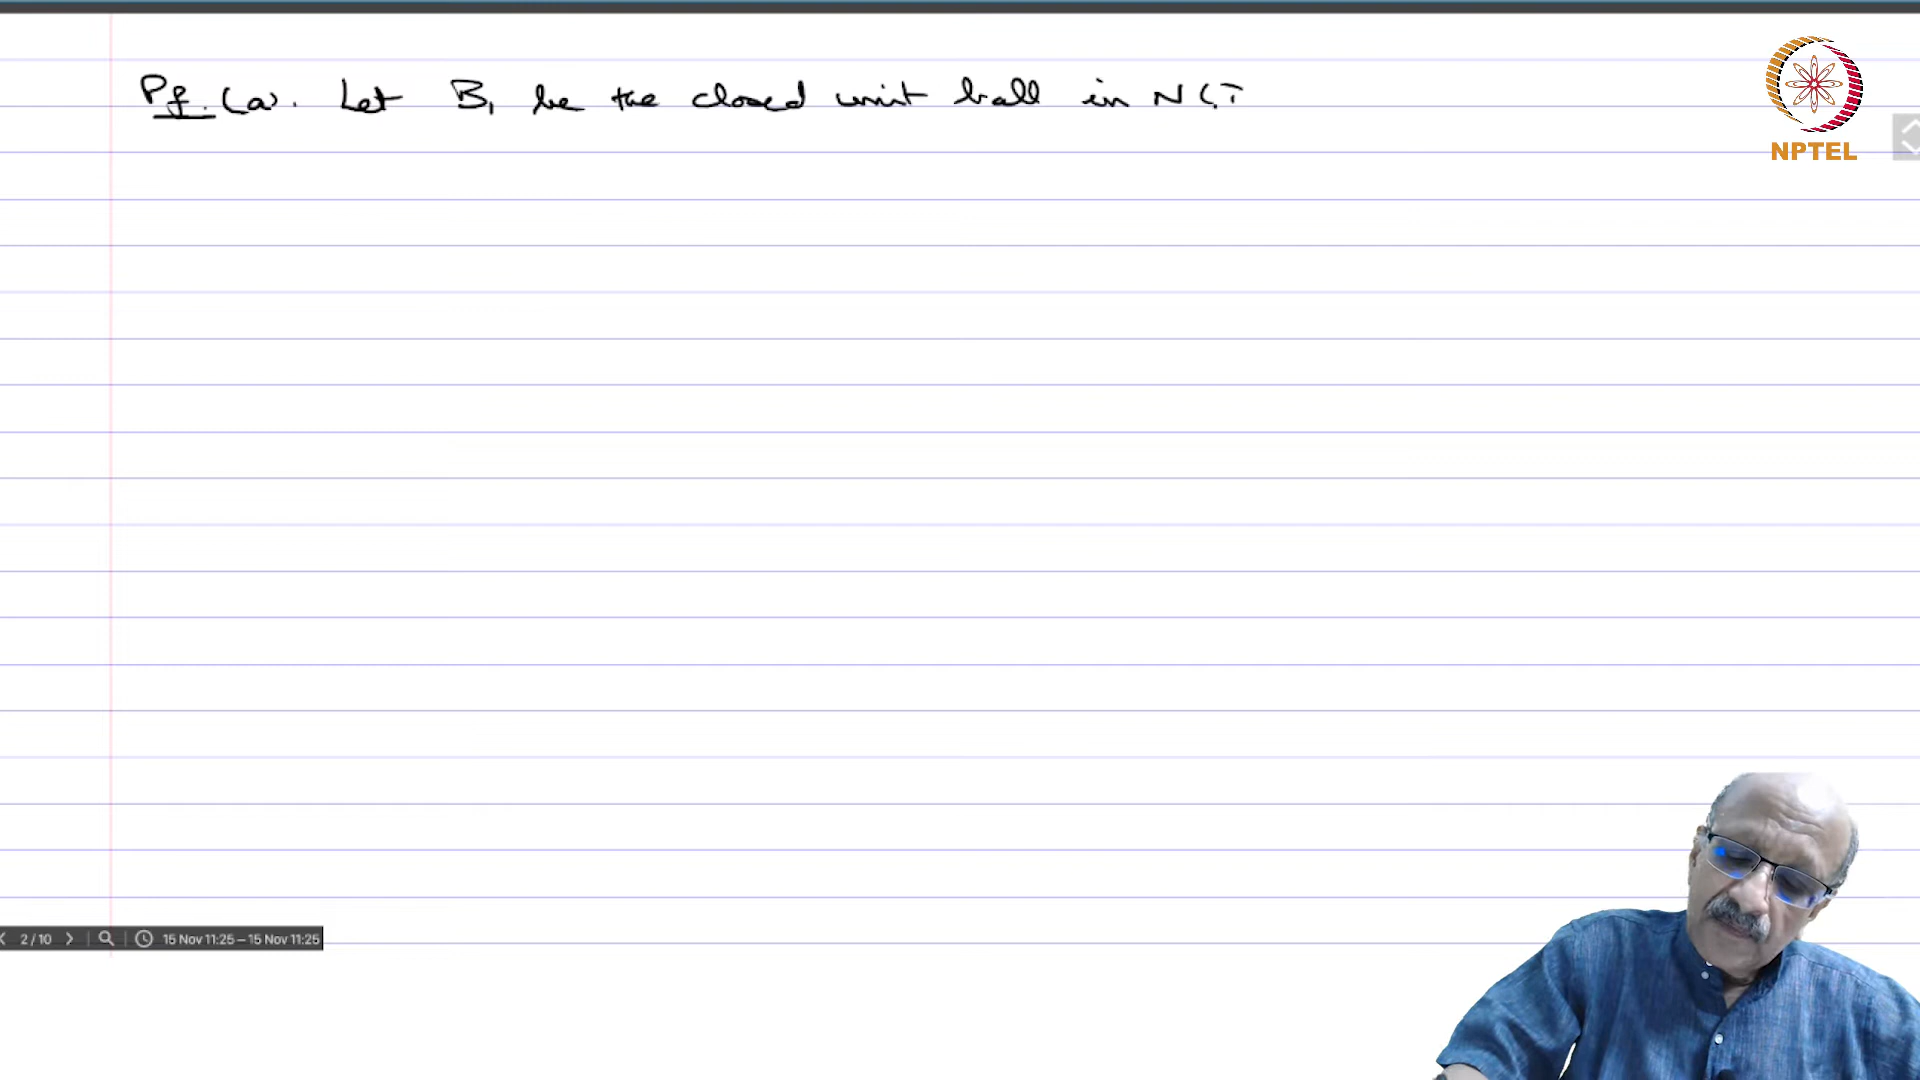 Pf. (a). Let B₁ be the closed unit ball in N(T
NPTEL
2 / 10
15 Nov 11:25 – 15 Nov 11:25